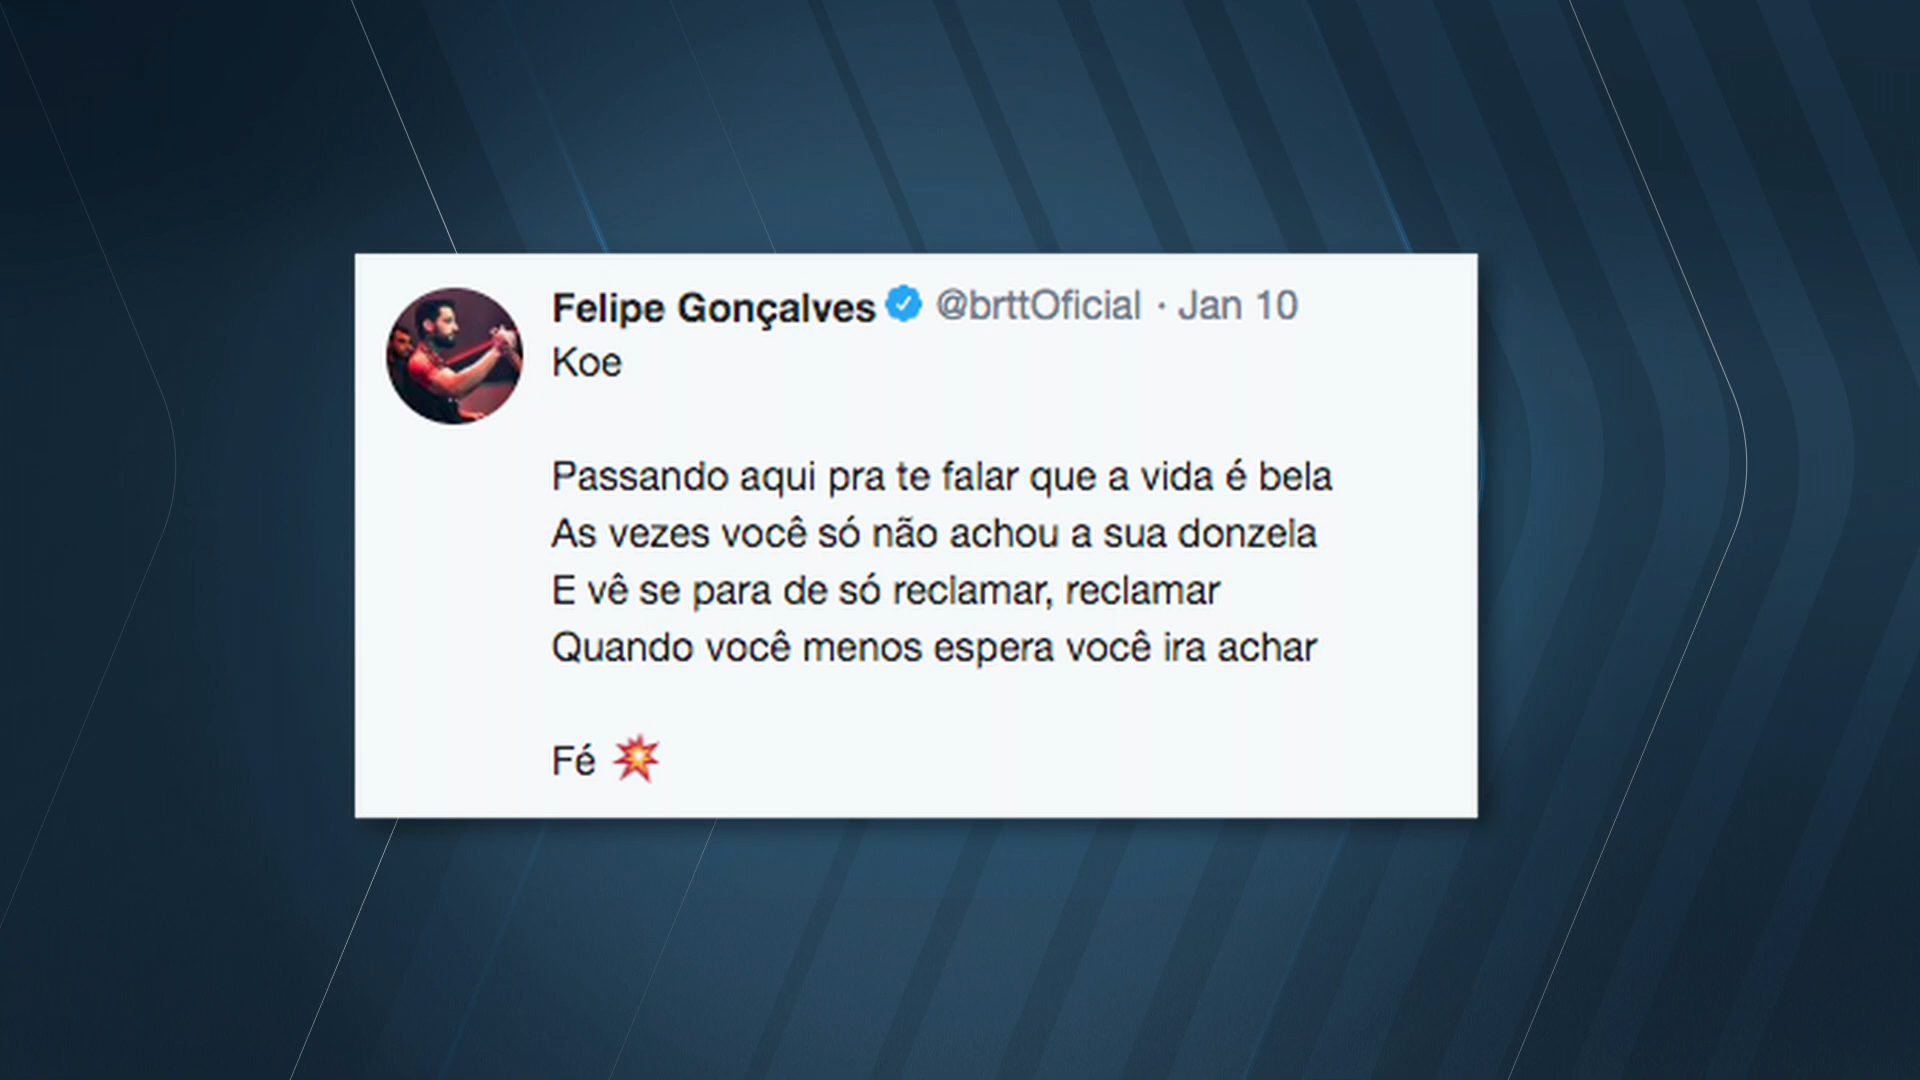 Felipe Gonçalves @brttOficial · Jan 10
Koe
Passando aqui pra te falar que a vida é bela
As vezes você só não achou a sua donzela
E vê se para de só reclamar, reclamar
Quando você menos espera você ira achar
Fé 💥